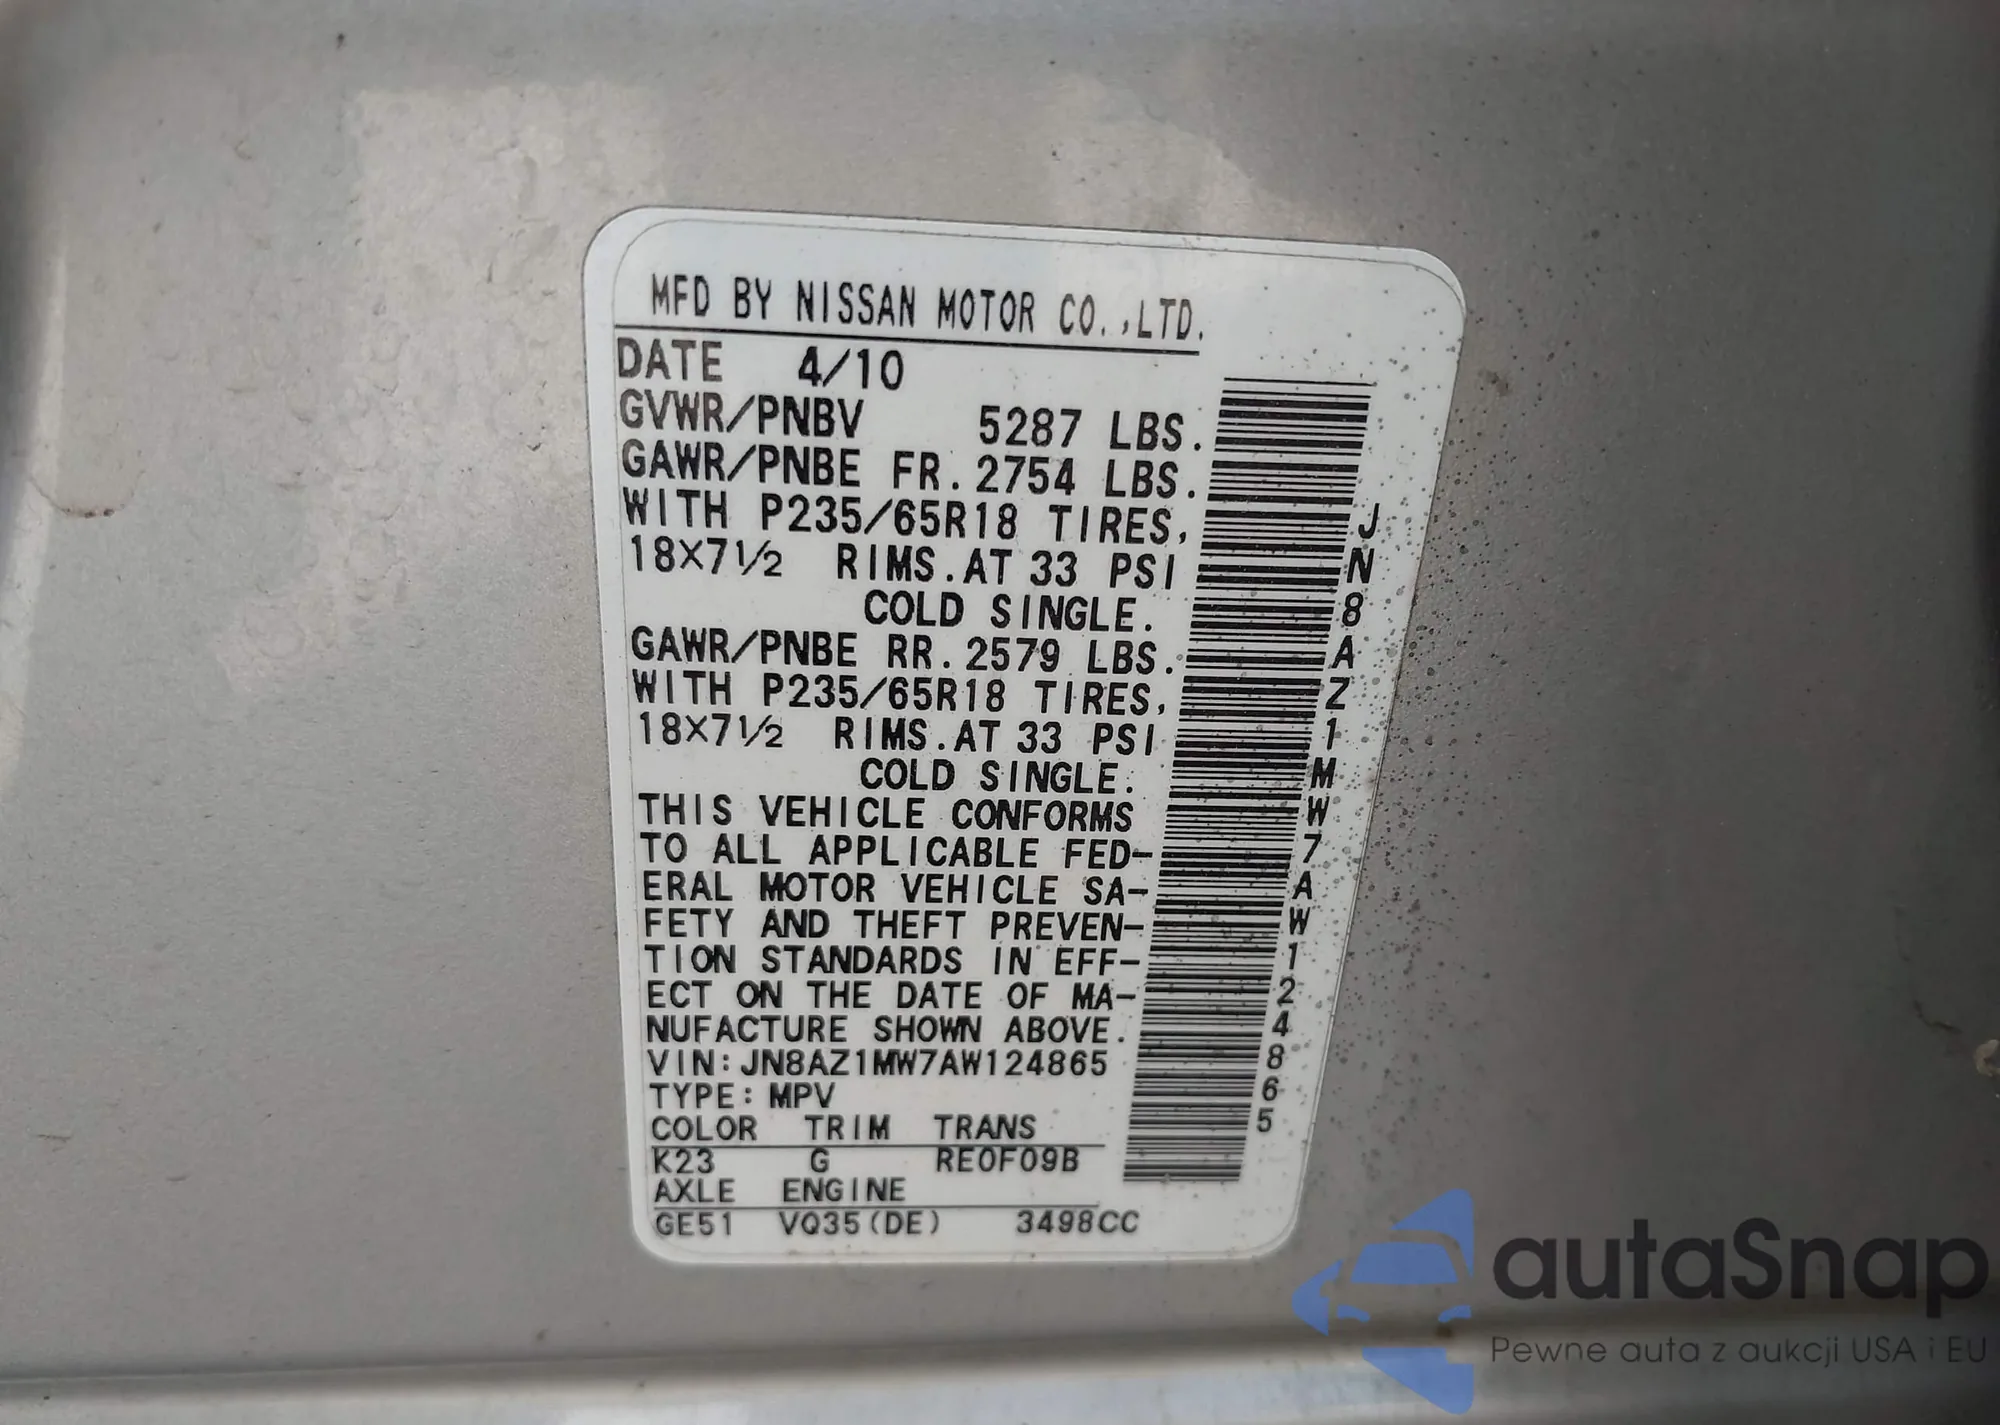 MFD BY NISSAN MOTOR CO.,LTD.
DATE 4/10
GVWR/PNBV 5287 LBS.
GAWR/PNBE FR.2754 LBS.
WITH P235/65R18 TIRES,
18X7½ RIMS.AT 33 PSI
COLD SINGLE.
GAWR/PNBE RR.2579 LBS.
WITH P235/65R18 TIRES,
18X7½ RIMS.AT 33 PSI
COLD SINGLE.
THIS VEHICLE CONFORMS
TO ALL APPLICABLE FED-
ERAL MOTOR VEHICLE SA-
FETY AND THEFT PREVEN-
TION STANDARDS IN EFF-
ECT ON THE DATE OF MA-
NUFACTURE SHOWN ABOVE.
VIN:JN8AZ1MW7AW124865
TYPE:MPV
COLOR TRIM TRANS
K23 G RE0F09B
AXLE ENGINE
GE51 VQ35(DE) 3498CC
JN8AZ1MW7AW124865
autaSnap
Pewne auta z aukcji USA i EU